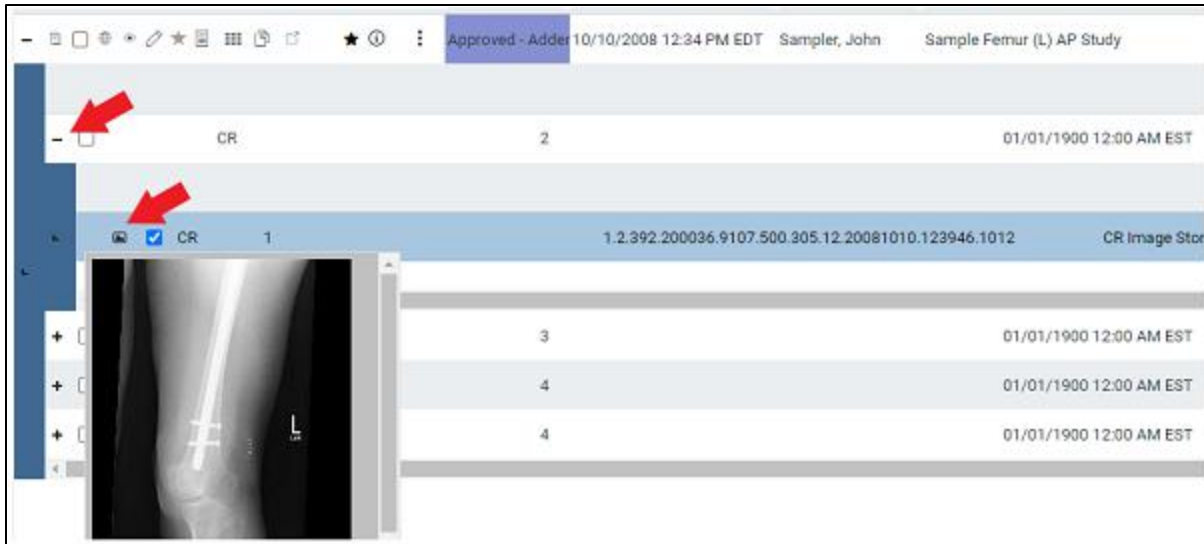 Approved - Adder 10/10/2008 12:34 PM EDT Sampler, John Sample Femur (L) AP Study
CR 2 01/01/1900 12:00 AM EST
CR 1 1.2.392.200036.9107.500.305.12.20081010.123946.1012 CR Image Stor
L
3 01/01/1900 12:00 AM EST
4 01/01/1900 12:00 AM EST
4 01/01/1900 12:00 AM EST